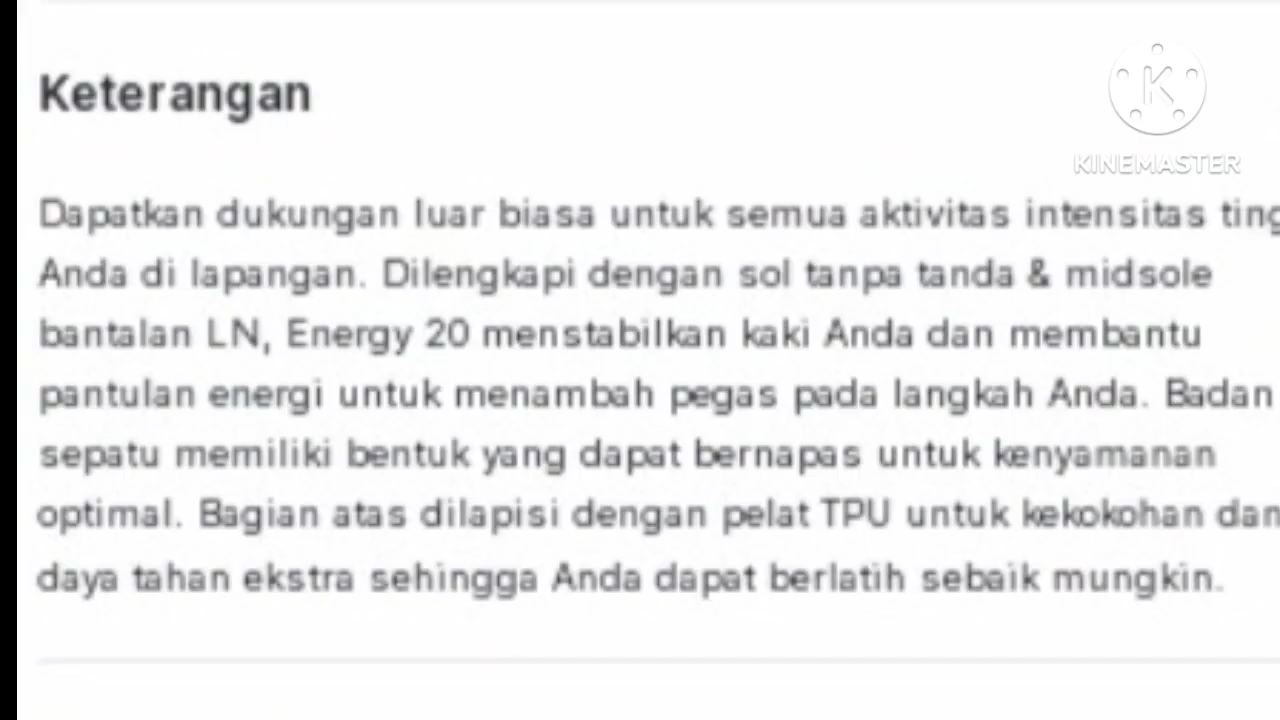 Keterangan
KINEMASTER
Dapatkan dukungan luar biasa untuk semua aktivitas intensitas ting
Anda di lapangan. Dilengkapi dengan sol tanpa tanda & midsole
bantalan LN, Energy 20 menstabilkan kaki Anda dan membantu
pantulan energi untuk menambah pegas pada langkah Anda. Badan
sepatu memiliki bentuk yang dapat bernapas untuk kenyamanan
optimal. Bagian atas dilapisi dengan pelat TPU untuk kekokohan dan
daya tahan ekstra sehingga Anda dapat berlatih sebaik mungkin.